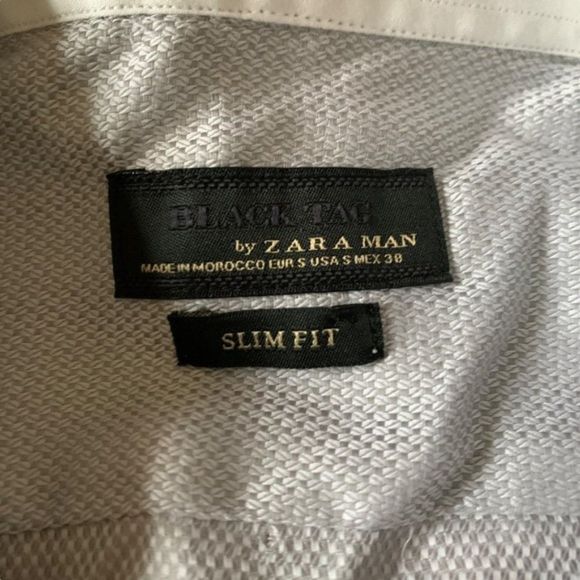 BLACK TAG
by ZARA MAN
MADE IN MOROCCO EUR S USA S MEX 38
SLIM FIT